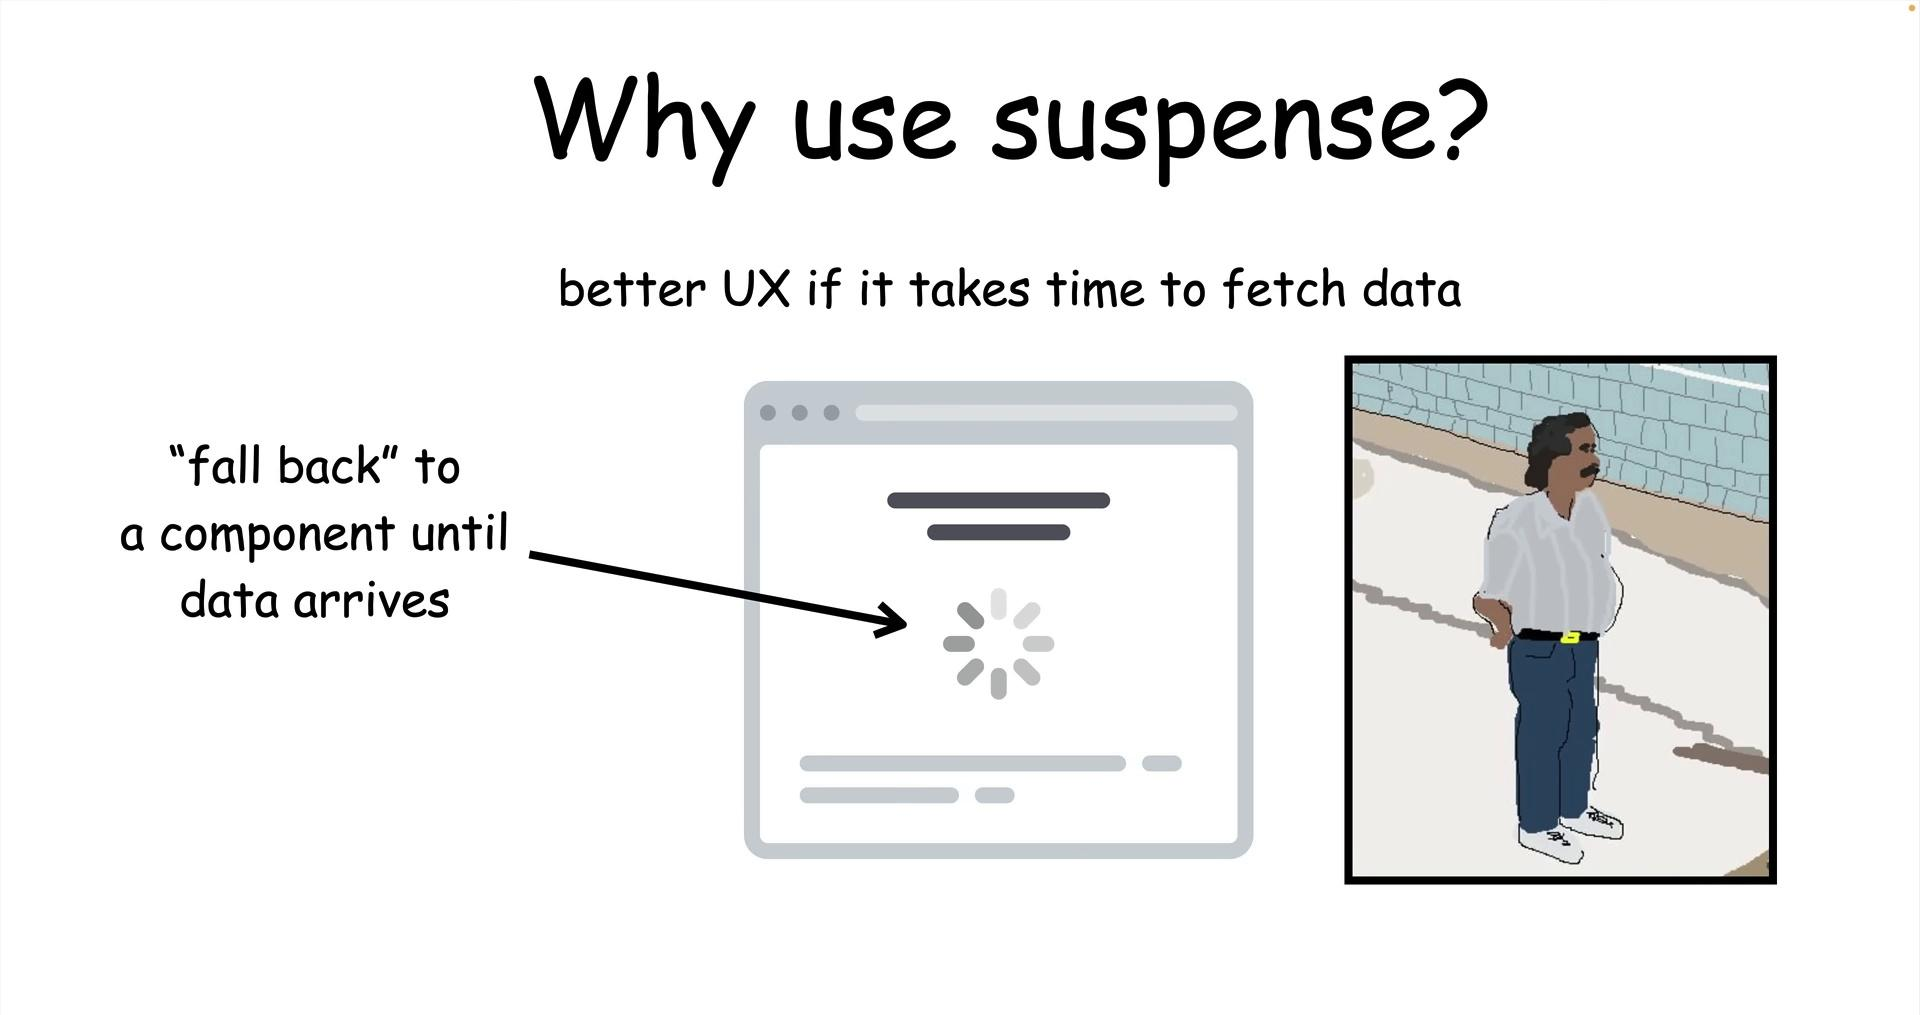 Why use suspense?
better UX if it takes time to fetch data
“fall back” to
a component until
data arrives